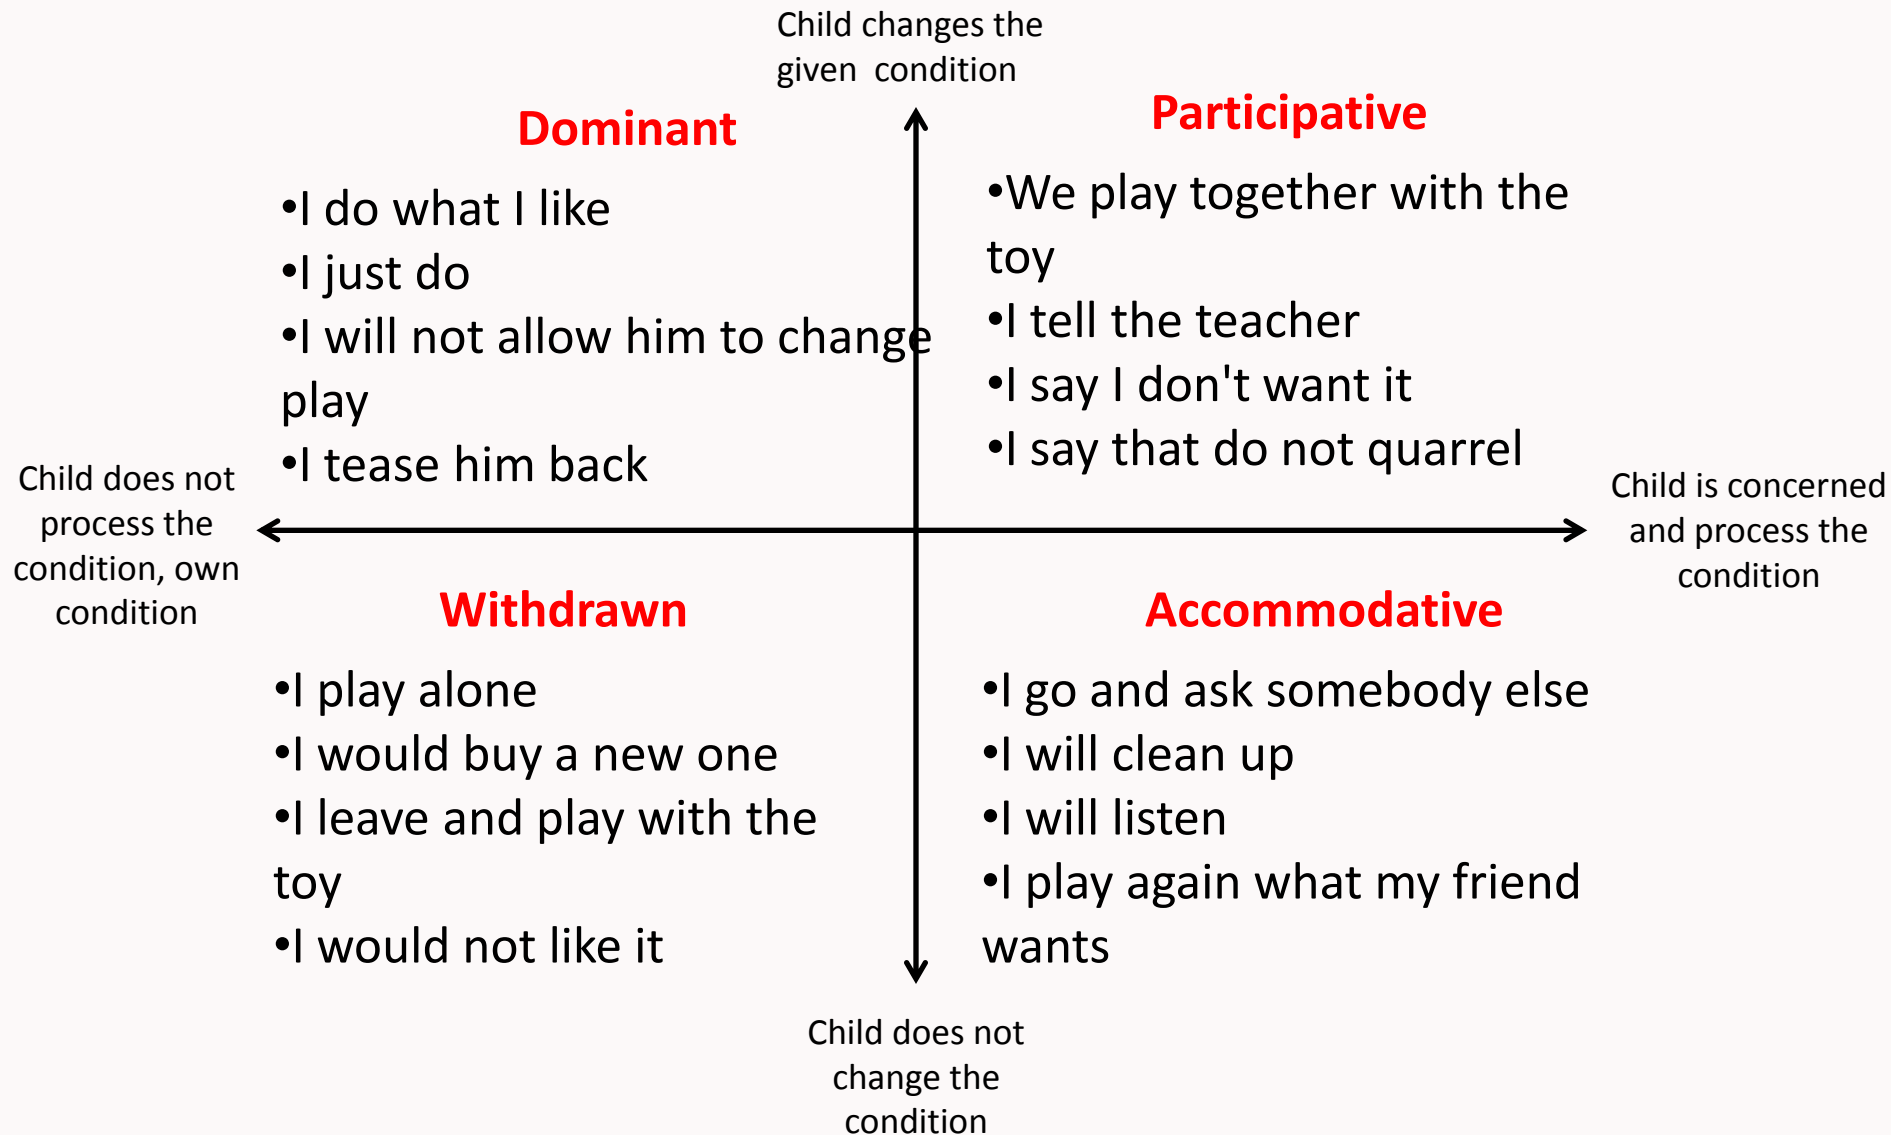 Child changes the
given condition
Dominant
•I do what I like
•I just do
•I will not allow him to change
play
•I tease him back
Participative
•We play together with the
toy
•I tell the teacher
•I say I don't want it
•I say that do not quarrel
Child does not
process the
condition, own
condition
Child is concerned
and process the
condition
Withdrawn
•I play alone
•I would buy a new one
•I leave and play with the
toy
•I would not like it
Accommodative
•I go and ask somebody else
•I will clean up
•I will listen
•I play again what my friend
wants
Child does not
change the
condition